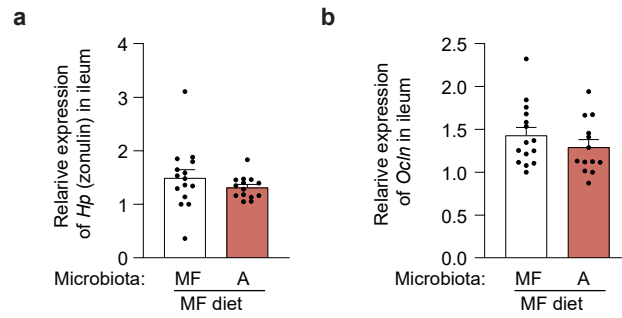 a
Relarive expression
of Hp (zonulin) in ileum
4
3
2
1
0
Microbiota: MF A
MF diet
b
Relarive expression
of Ocln in ileum
2.5
2.0
1.5
1.0
0.5
0.0
Microbiota: MF A
MF diet